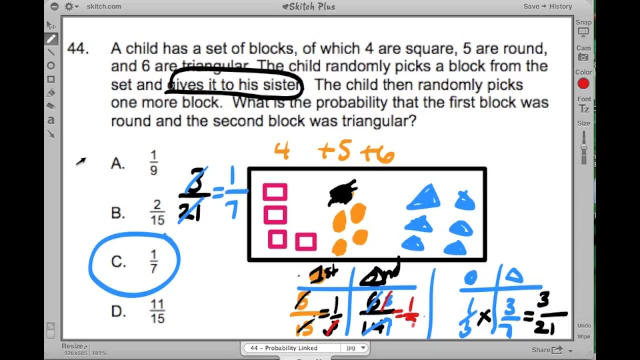 skitch.com
Skitch Plus
Save→ History→
44. A child has a set of blocks, of which 4 are square, 5 are round,
and 6 are triangular. The child randomly picks a block from the
set and gives it to his sister. The child then randomly picks
one more block. What is the probability that the first block was
round and the second block was triangular?
4 +5 +6
A. 1/9
3/21 = 1/7
B. 2/15
C. 1/7
D. 11/15
1st 2nd
5/15 = 1/3 6/14 3/7
1/3 x 3/7 = 3/21
Resize
44 - Probability Linked
jpg
Snap
Color
Size